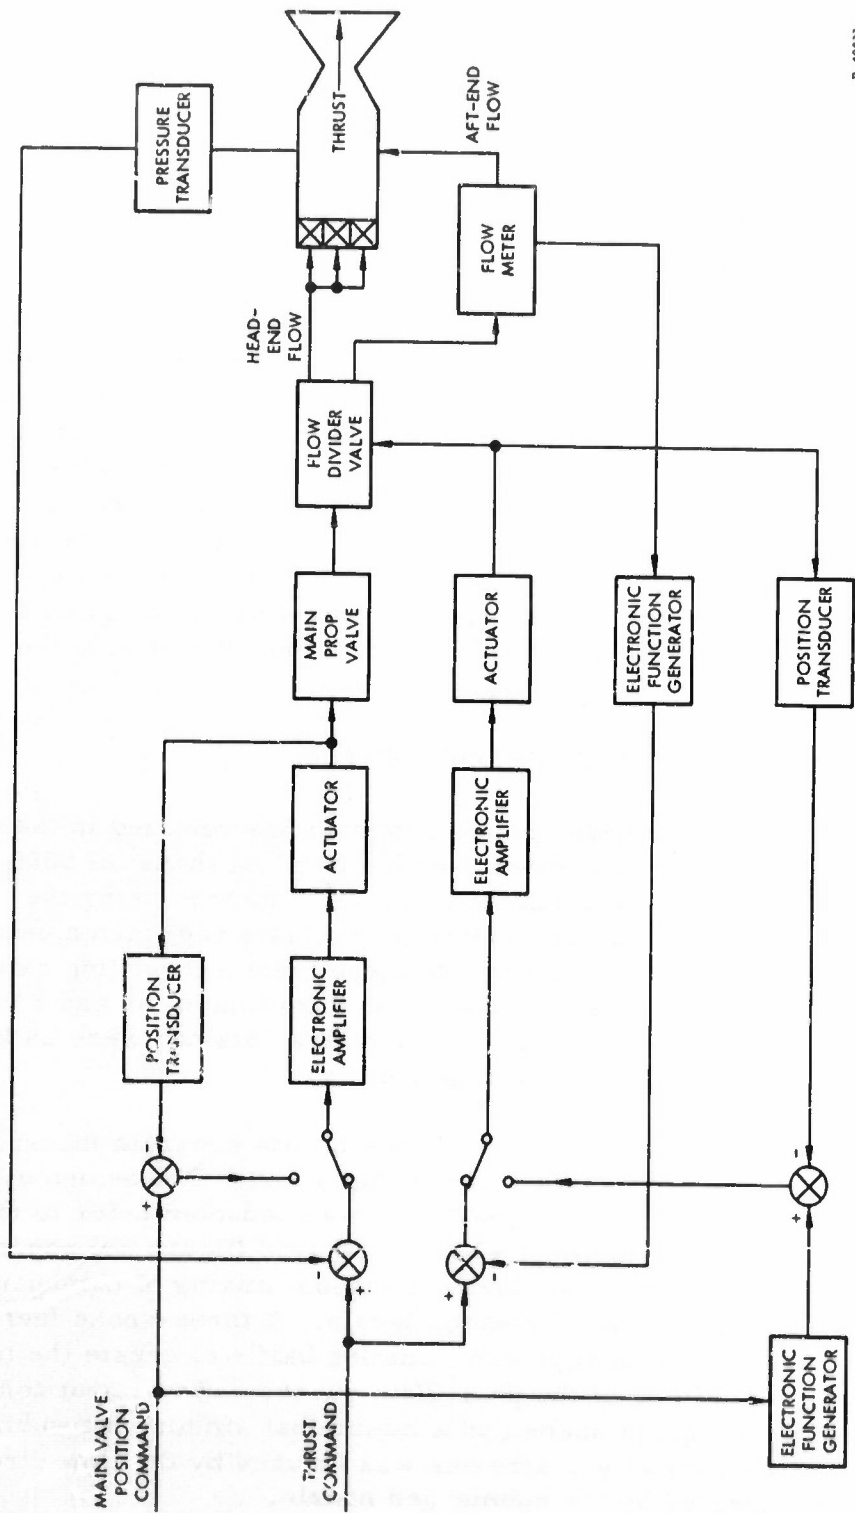 MAIN VALVE
POSITION
COMMAND
THRUST
COMMAND
ELECTRONIC
FUNCTION
GENERATOR
+
-
+
-
+
-
+
-
POSITION
TRANSDUCER
ELECTRONIC
AMPLIFIER
ACTUATOR
MAIN
PROP
VALVE
FLOW
DIVIDER
VALVE
HEAD-
END
FLOW
PRESSURE
TRANSDUCER
THRUST
AFT-END
FLOW
FLOW
METER
ELECTRONIC
AMPLIFIER
ACTUATOR
ELECTRONIC
FUNCTION
GENERATOR
POSITION
TRANSDUCER